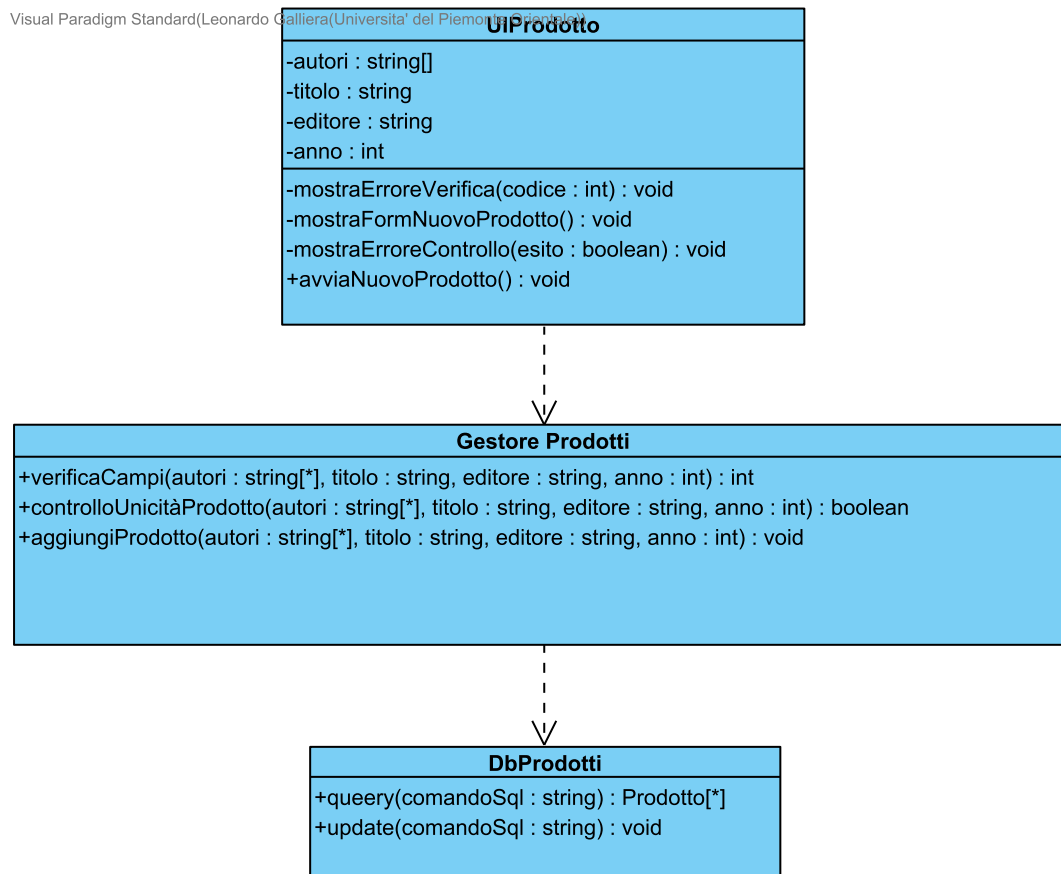 Visual Paradigm Standard(Leonardo Galliera(Universita' del Piemonte Orientale))
UIProdotto
-autori : string[]
-titolo : string
-editore : string
-anno : int
-mostraErroreVerifica(codice : int) : void
-mostraFormNuovoProdotto() : void
-mostraErroreControllo(esito : boolean) : void
+avviaNuovoProdotto() : void
Gestore Prodotti
+verificaCampi(autori : string[*], titolo : string, editore : string, anno : int) : int
+controlloUnicitàProdotto(autori : string[*], titolo : string, editore : string, anno : int) : boolean
+aggiungiProdotto(autori : string[*], titolo : string, editore : string, anno : int) : void
DbProdotti
+queery(comandoSql : string) : Prodotto[*]
+update(comandoSql : string) : void